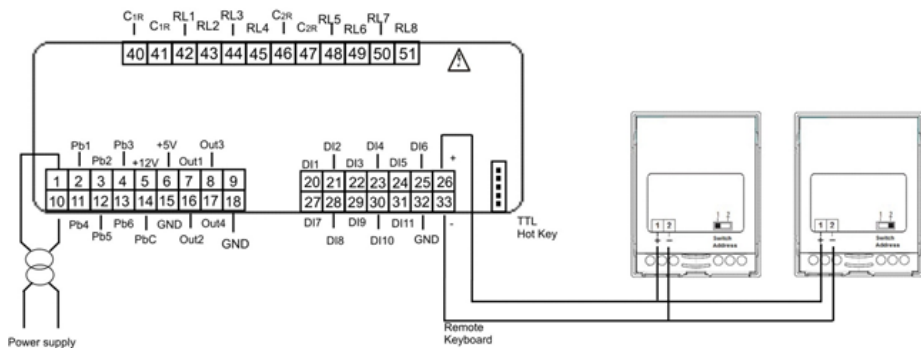 C1R C1R RL1 RL2 RL3 RL4 C2R C2R RL5 RL6 RL7 RL8
40 41 42 43 44 45 46 47 48 49 50 51
Pb1 Pb2 Pb3 +12V +5V Out1 Out3
DI1 DI2 DI3 DI4 DI5 DI6 +
1 2 3 4 5 6 7 8 9
20 21 22 23 24 25 26
10 11 12 13 14 15 16 17 18
27 28 29 30 31 32 33
Pb4 Pb5 Pb6 PbC GND Out2 Out4 GND
DI7 DI8 DI9 DI10 DI11 GND -
TTL
Hot Key
1 2
1 2
Switch
Address
+ -
1 2
1 2
Switch
Address
+ -
Remote
Keyboard
Power supply